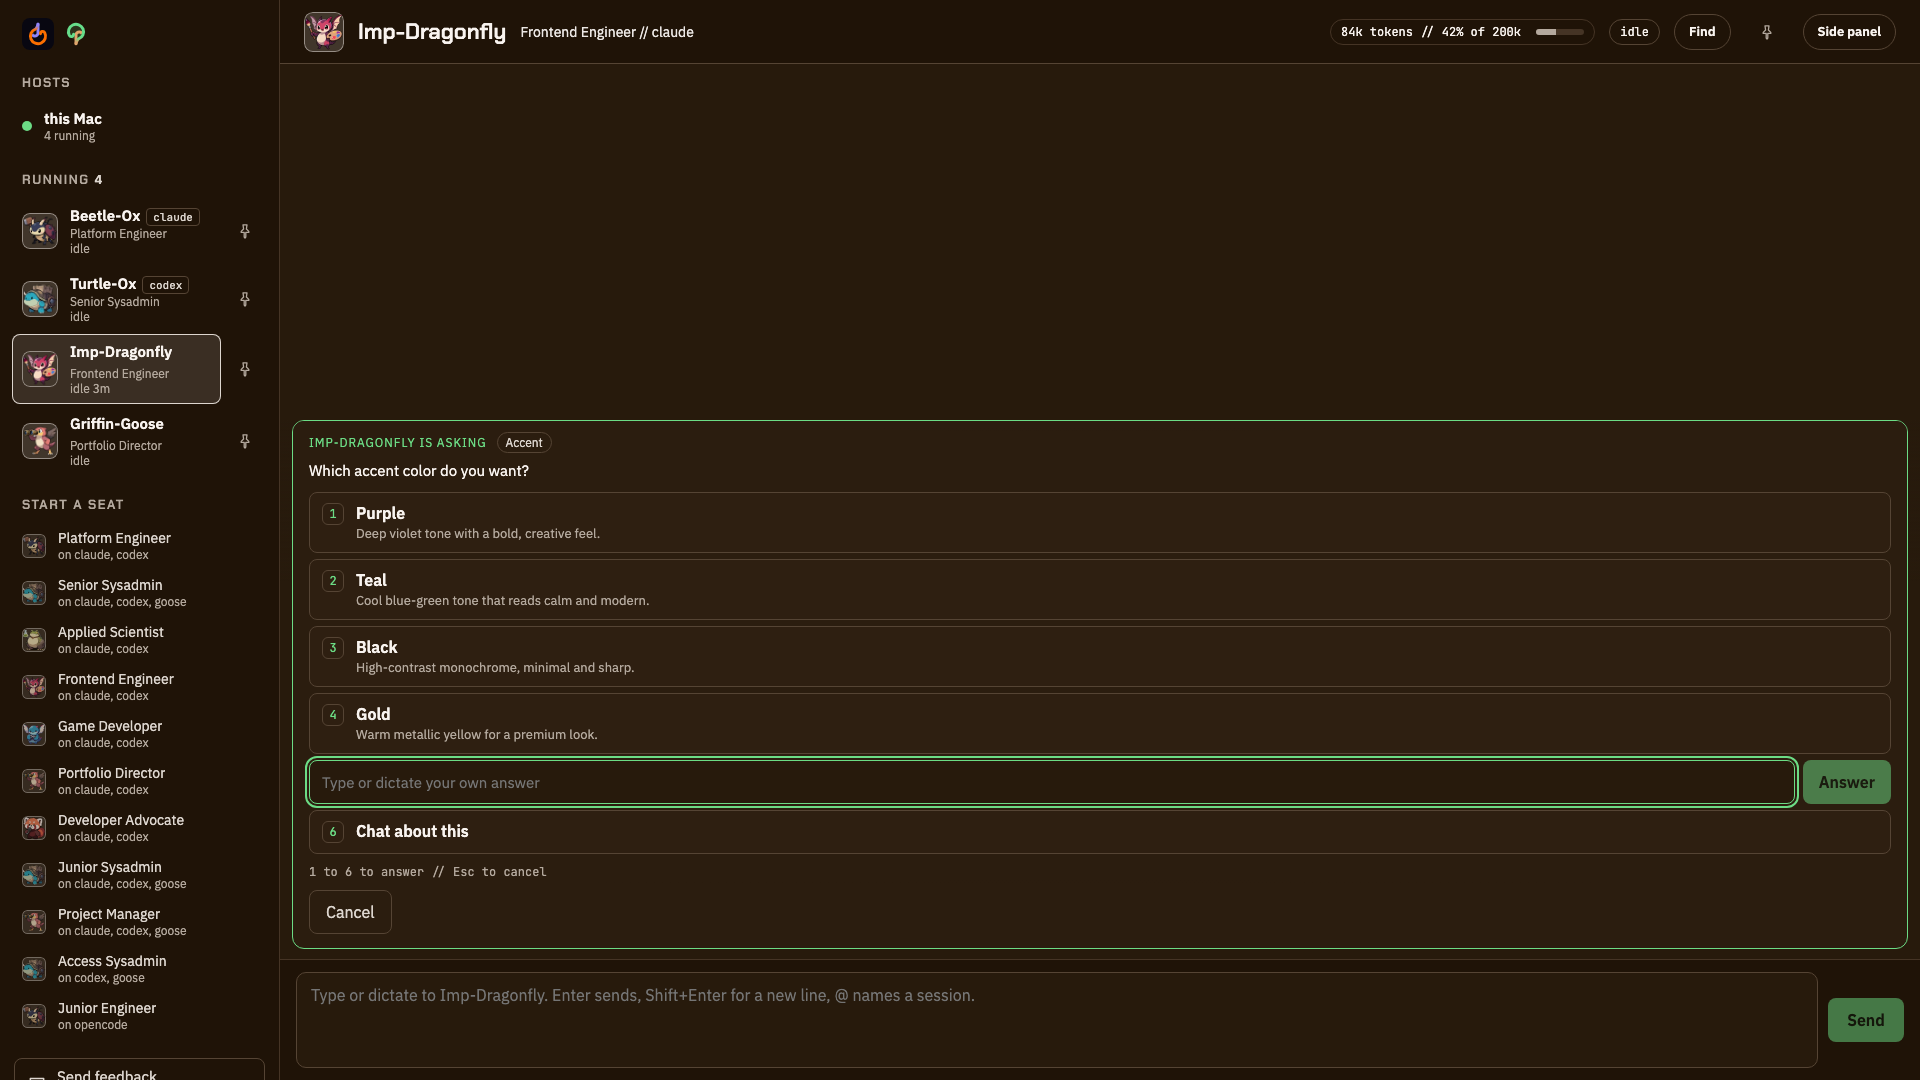 HOSTS
this Mac
4 running
RUNNING 4
Beetle-Ox claude
Platform Engineer
idle
Turtle-Ox codex
Senior Sysadmin
idle
Imp-Dragonfly
Frontend Engineer
idle 3m
Griffin-Goose
Portfolio Director
idle
START A SEAT
Platform Engineer
on claude, codex
Senior Sysadmin
on claude, codex, goose
Applied Scientist
on claude, codex
Frontend Engineer
on claude, codex
Game Developer
on claude, codex
Portfolio Director
on claude, codex
Developer Advocate
on claude, codex
Junior Sysadmin
on claude, codex, goose
Project Manager
on claude, codex, goose
Access Sysadmin
on codex, goose
Junior Engineer
on opencode
Send feedback
Imp-Dragonfly Frontend Engineer // claude
84k tokens // 42% of 200k
idle
Find
Side panel
IMP-DRAGONFLY IS ASKING Accent
Which accent color do you want?
1 Purple
Deep violet tone with a bold, creative feel.
2 Teal
Cool blue-green tone that reads calm and modern.
3 Black
High-contrast monochrome, minimal and sharp.
4 Gold
Warm metallic yellow for a premium look.
Type or dictate your own answer
Answer
6 Chat about this
1 to 6 to answer // Esc to cancel
Cancel
Type or dictate to Imp-Dragonfly. Enter sends, Shift+Enter for a new line, @ names a session.
Send